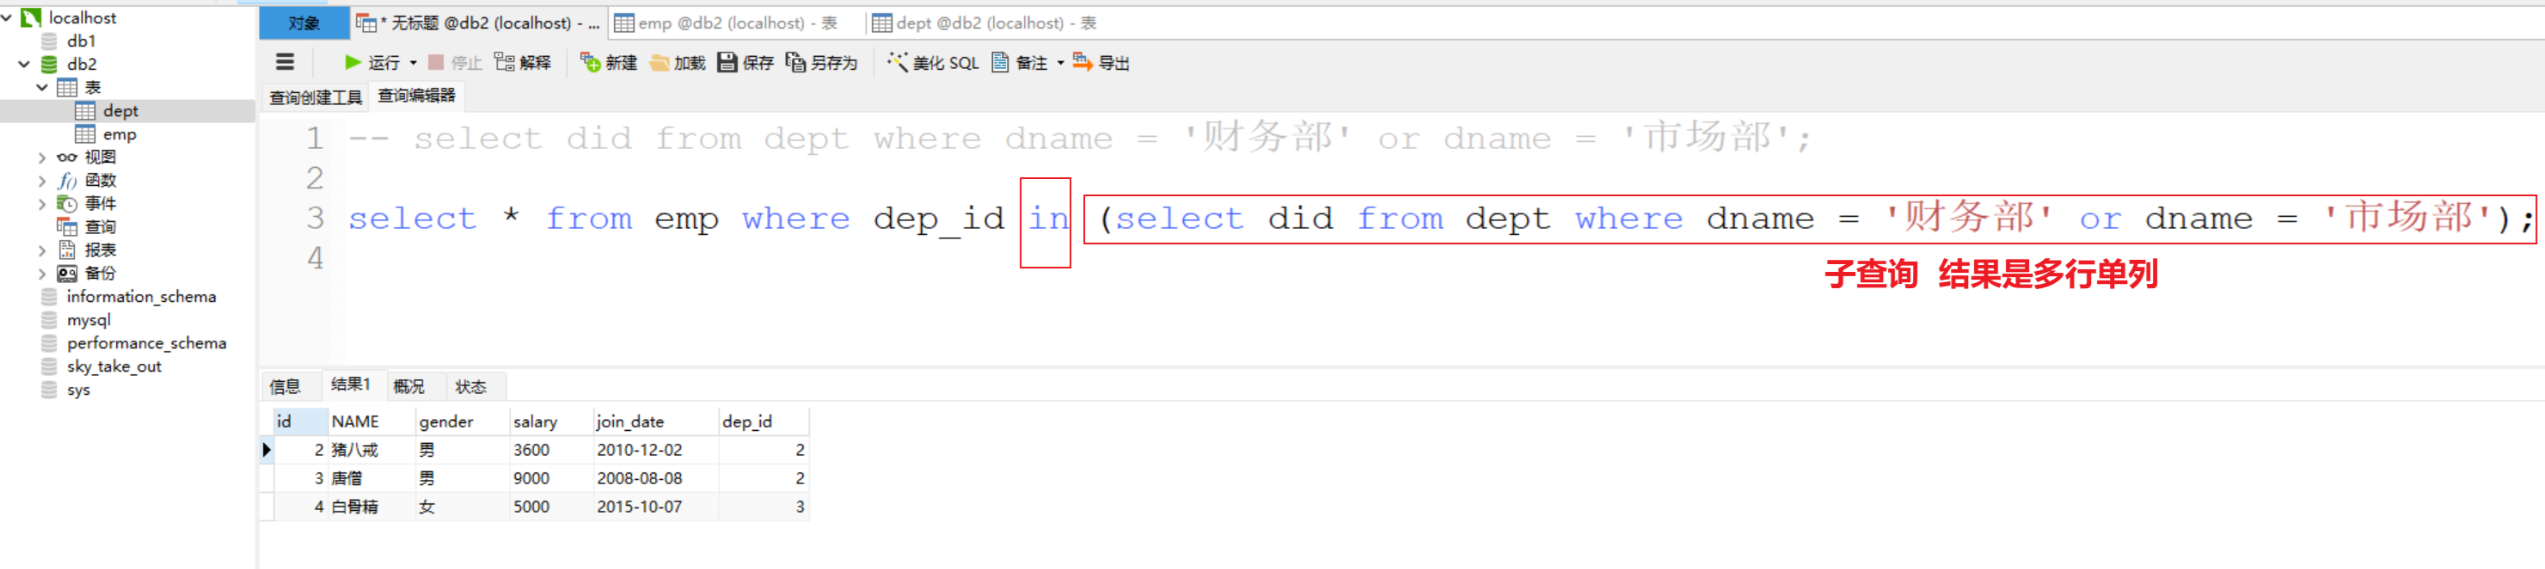 localhost
db1
db2
表
dept
emp
视图
函数
事件
查询
报表
备份
information_schema
mysql
performance_schema
sky_take_out
sys
对象 * 无标题 @db2 (localhost) - ... emp @db2 (localhost) - 表 dept @db2 (localhost) - 表
运行 停止 解释 新建 加载 保存 另存为 美化 SQL 备注 导出
查询创建工具 查询编辑器
1 -- select did from dept where dname = '财务部' or dname = '市场部';
2
3 select * from emp where dep_id in (select did from dept where dname = '财务部' or dname = '市场部');
4
子查询 结果是多行单列
信息 结果1 概况 状态
id NAME gender salary join_date dep_id
2 猪八戒 男 3600 2010-12-02 2
3 唐僧 男 9000 2008-08-08 2
4 白骨精 女 5000 2015-10-07 3